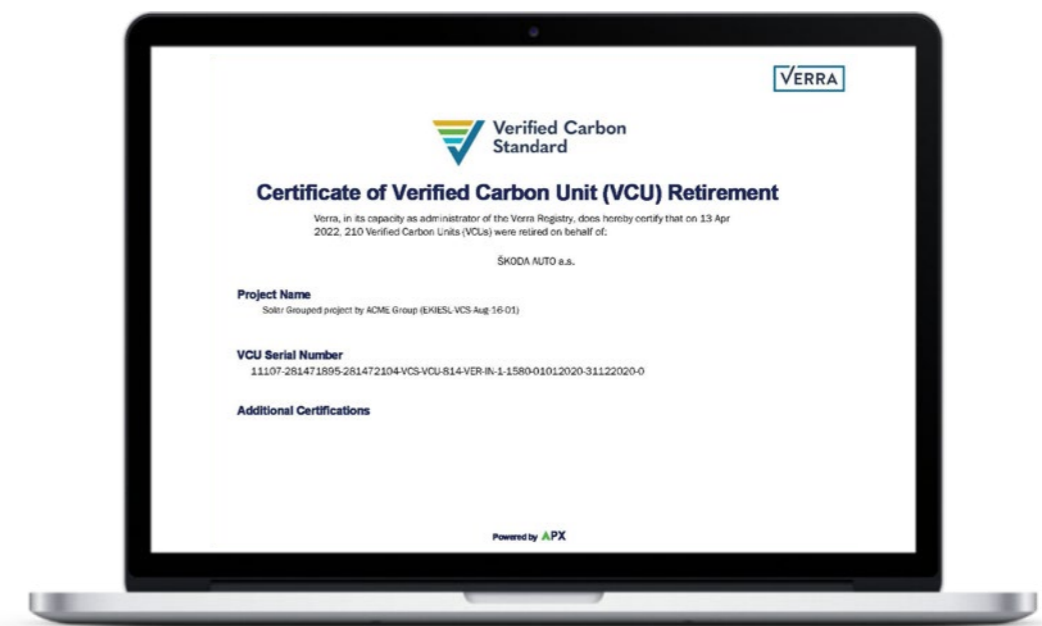 VERRA
Verified Carbon
Standard
Certificate of Verified Carbon Unit (VCU) Retirement
Verra, in its capacity as administrator of the Verra Registry, does hereby certify that on 13 Apr
2022, 210 Verified Carbon Units (VCUs) were retired on behalf of:
ŠKODA AUTO a.s.
Project Name
Solar Grouped project by ACME Group (EKIESL-VCS-Aug-16-01)
VCU Serial Number
11107-281471895-281472104-VCS-VCU-814-VER-IN-1-1580-01012020-31122020-0
Additional Certifications
Powered by APX